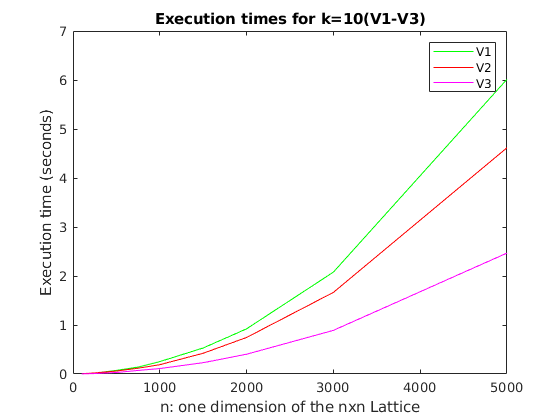 Execution times for k=10(V1-V3)
7
6
5
4
3
2
1
0
Execution time (seconds)
V1
V2
V3
0 1000 2000 3000 4000 5000
n: one dimension of the nxn Lattice